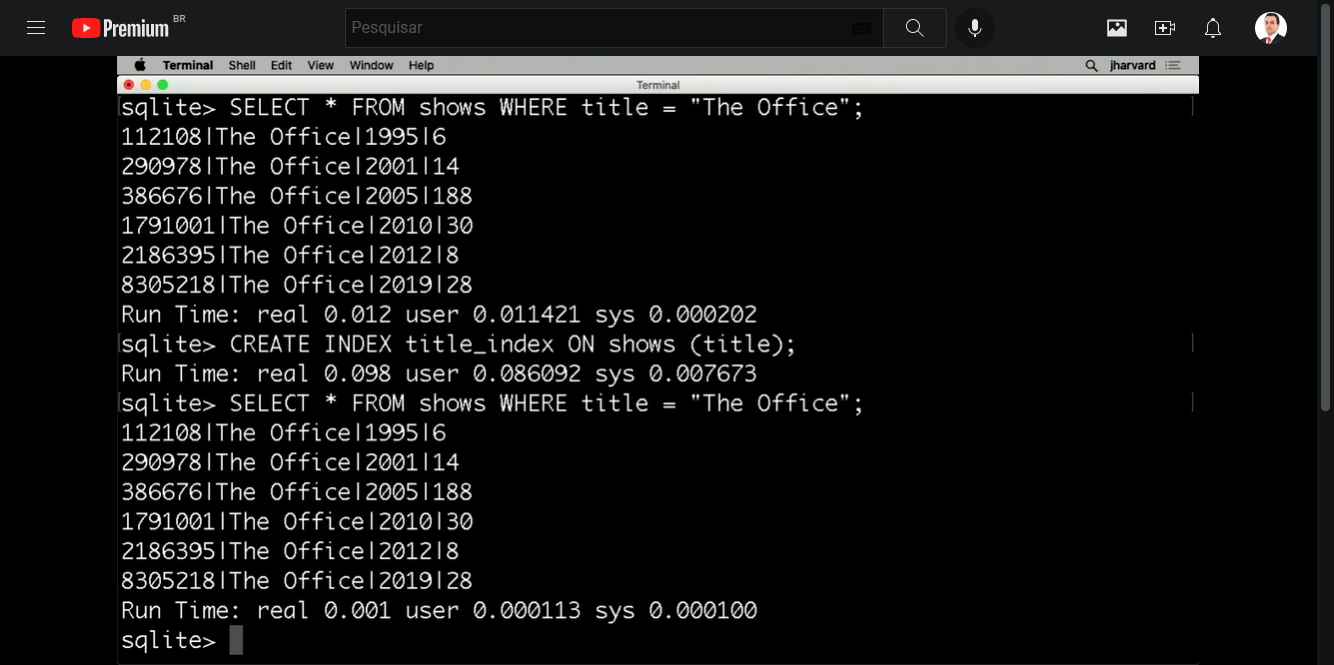 Premium BR
Pesquisar
Terminal Shell Edit View Window Help jharvard
Terminal
sqlite> SELECT * FROM shows WHERE title = "The Office";
112108|The Office|1995|6
290978|The Office|2001|14
386676|The Office|2005|188
1791001|The Office|2010|30
2186395|The Office|2012|8
8305218|The Office|2019|28
Run Time: real 0.012 user 0.011421 sys 0.000202
sqlite> CREATE INDEX title_index ON shows (title);
Run Time: real 0.098 user 0.086092 sys 0.007673
sqlite> SELECT * FROM shows WHERE title = "The Office";
112108|The Office|1995|6
290978|The Office|2001|14
386676|The Office|2005|188
1791001|The Office|2010|30
2186395|The Office|2012|8
8305218|The Office|2019|28
Run Time: real 0.001 user 0.000113 sys 0.000100
sqlite>